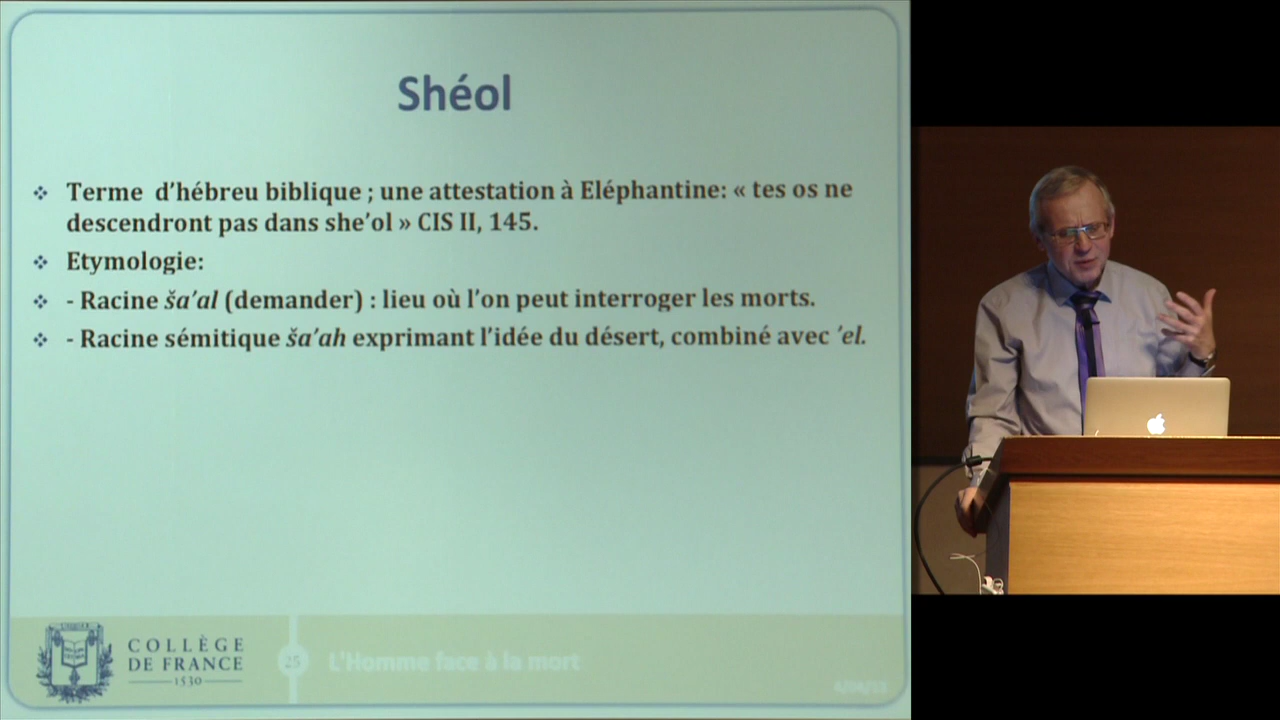 Shéol
Terme d'hébreu biblique ; une attestation à Eléphantine: « tes os ne
descendront pas dans she'ol » CIS II, 145.
Etymologie:
- Racine ša'al (demander) : lieu où l'on peut interroger les morts.
- Racine sémitique ša'ah exprimant l'idée du désert, combiné avec 'el.
COLLÈGE
DE FRANCE
1530
25
L'Homme face à la mort